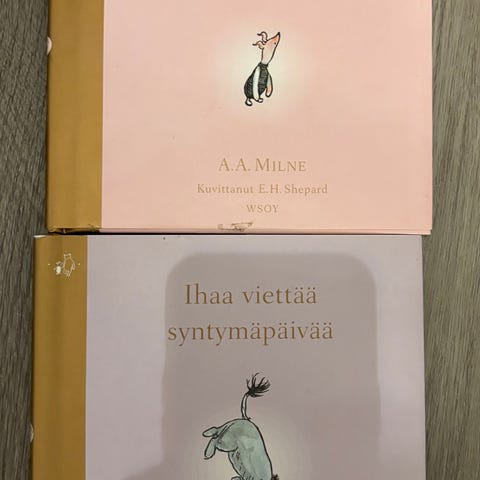 A.A. MILNE
Kuvittanut E.H. Shepard
WSOY
Ihaa viettää
syntymäpäivää